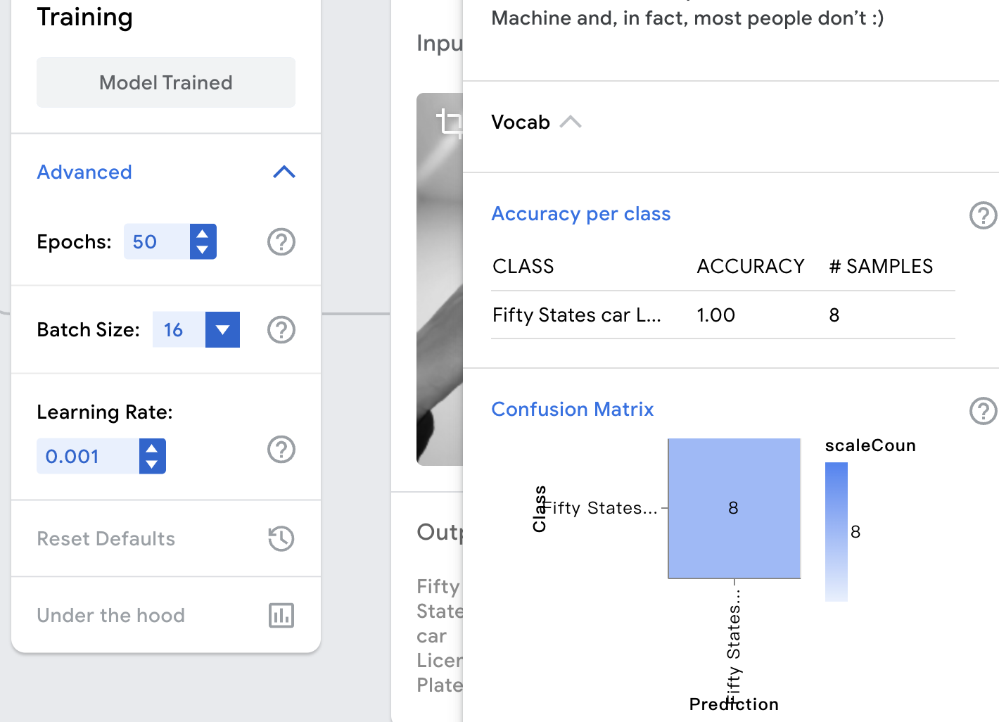 Training
Model Trained
Advanced
Epochs: 50
Batch Size: 16
Learning Rate:
0.001
Reset Defaults
Under the hood
Inpu
Outp
Fifty
State
car
Licen
Plate
Machine and, in fact, most people don't :)
Vocab
Accuracy per class
CLASS ACCURACY # SAMPLES
Fifty States car L... 1.00 8
Confusion Matrix
Class
Fifty States...
8
scaleCoun
8
Fifty States...
Prediction